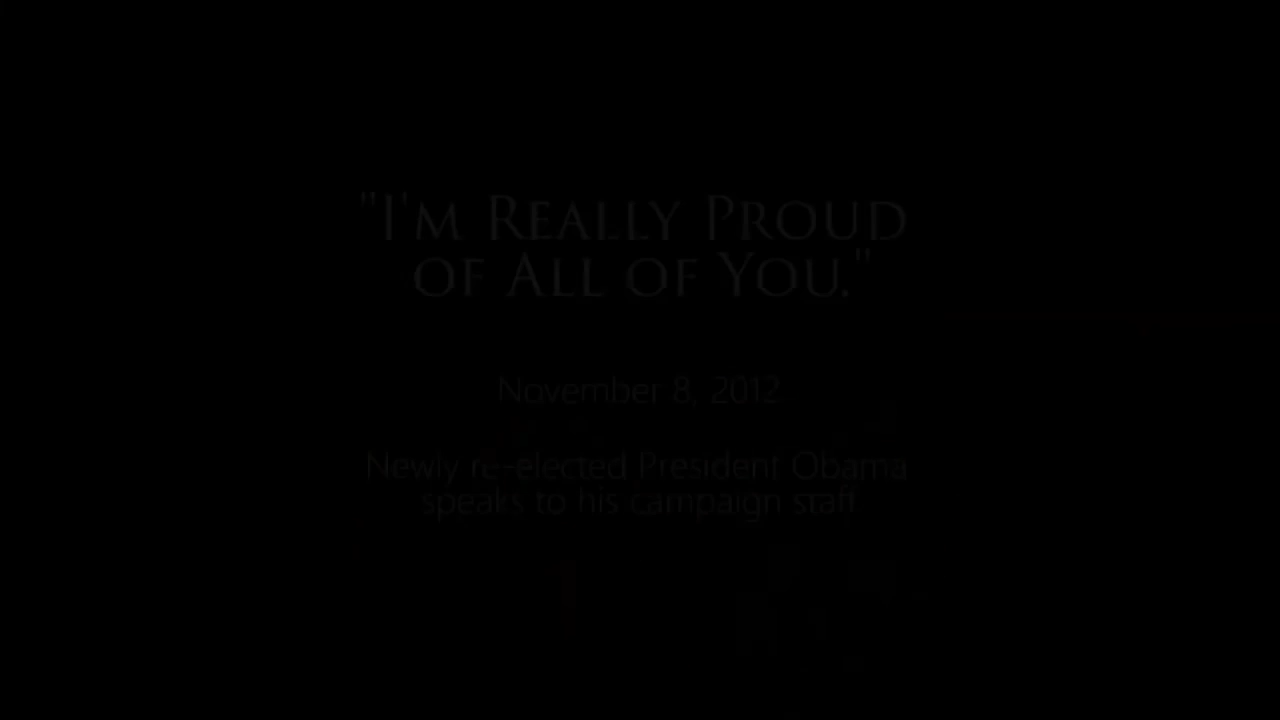 "I'm Really Proud
of All of You."
November 8, 2012
Newly re-elected President Obama
speaks to his campaign staff